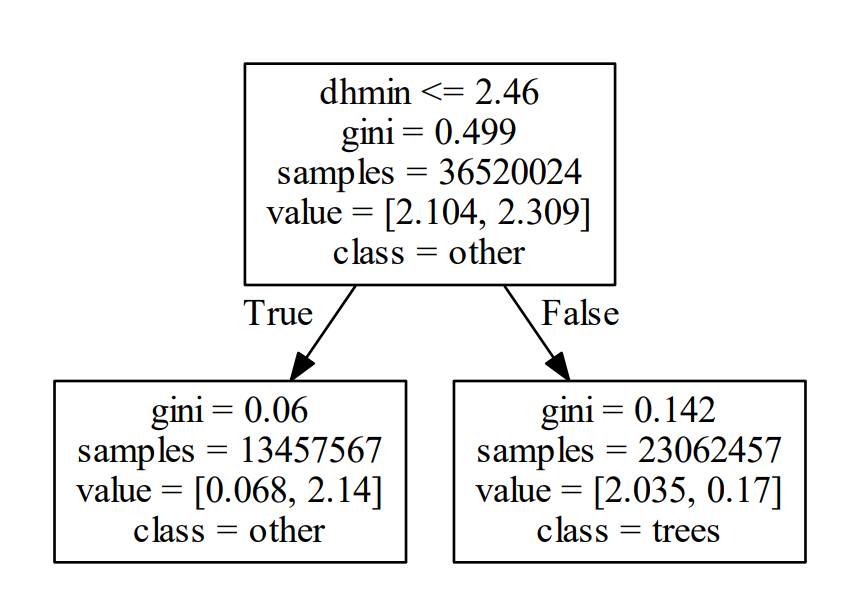 dhmin <= 2.46
gini = 0.499
samples = 36520024
value = [2.104, 2.309]
class = other
True
False
gini = 0.06
samples = 13457567
value = [0.068, 2.14]
class = other
gini = 0.142
samples = 23062457
value = [2.035, 0.17]
class = trees